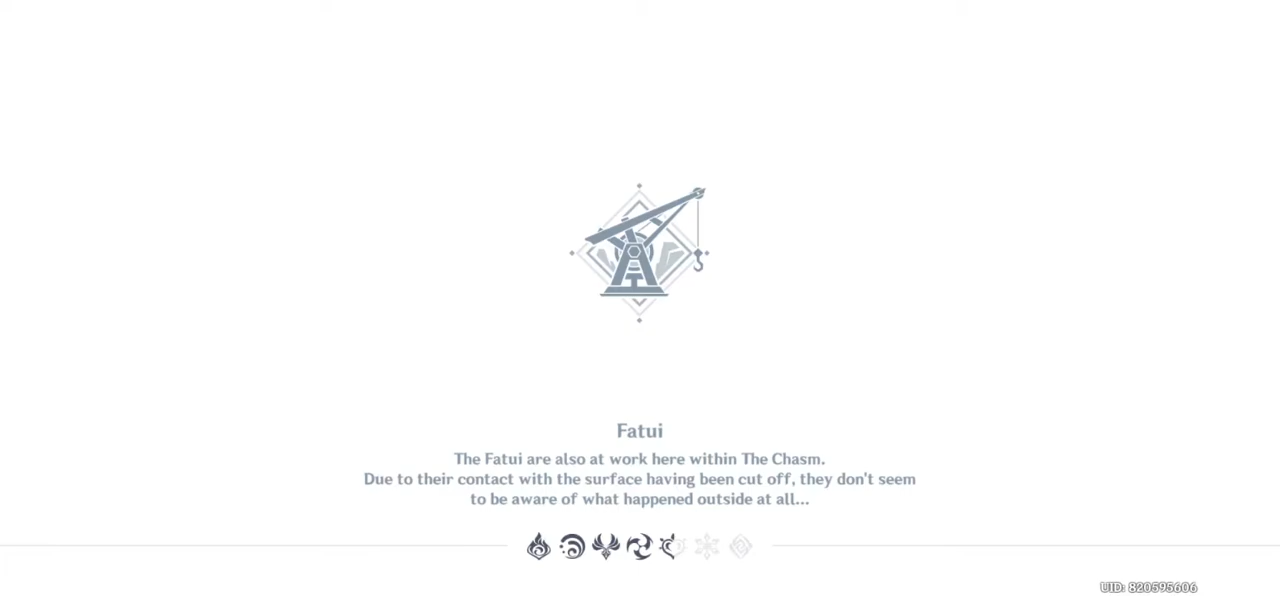 Fatui
The Fatui are also at work here within The Chasm.
Due to their contact with the surface having been cut off, they don't seem
to be aware of what happened outside at all...
UID: 820595606